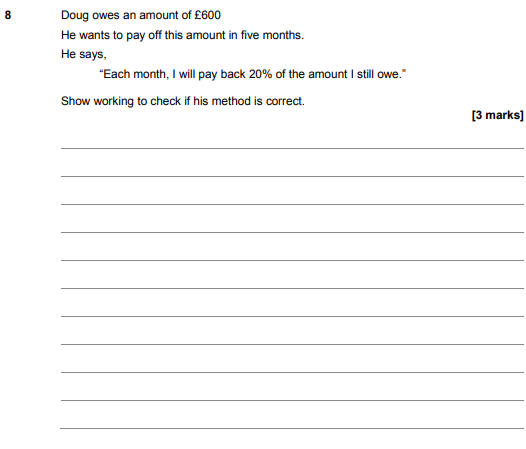 8 Doug owes an amount of £600
He wants to pay off this amount in five months.
He says,
“Each month, I will pay back 20% of the amount I still owe.”
Show working to check if his method is correct.
[3 marks]